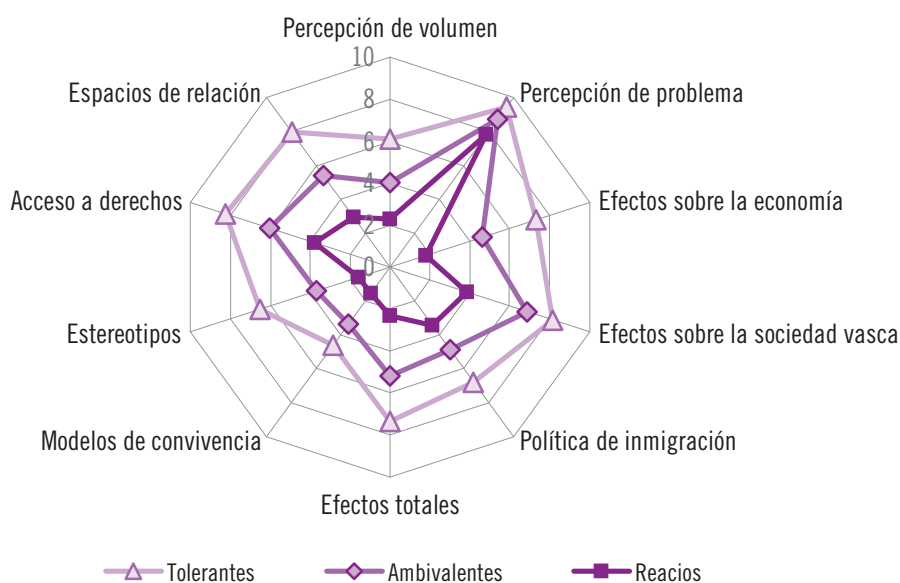 Percepción de volumen
10
Espacios de relación
Percepción de problema
8
6
Acceso a derechos
4
Efectos sobre la economía
2
0
Estereotipos
Efectos sobre la sociedad vasca
Modelos de convivencia
Política de inmigración
Efectos totales
Tolerantes
Ambivalentes
Reacios